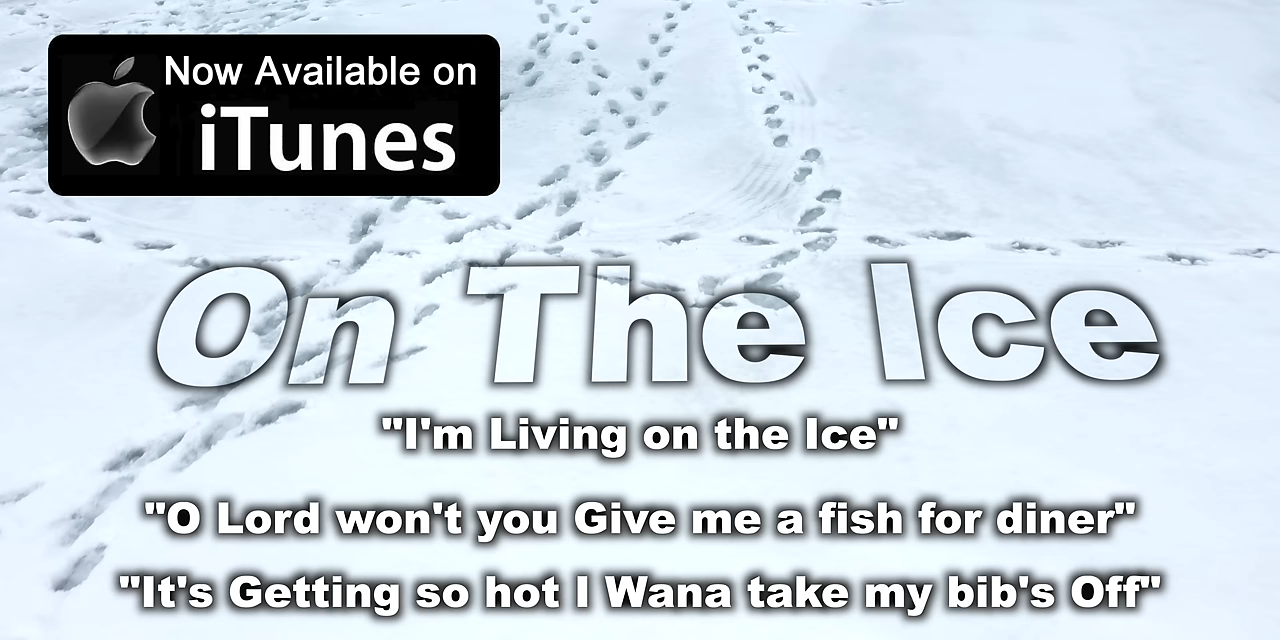 Now Available on
iTunes
On The Ice
"I'm Living on the Ice"
"O Lord won't you Give me a fish for diner"
"It's Getting so hot I Wana take my bib's Off"